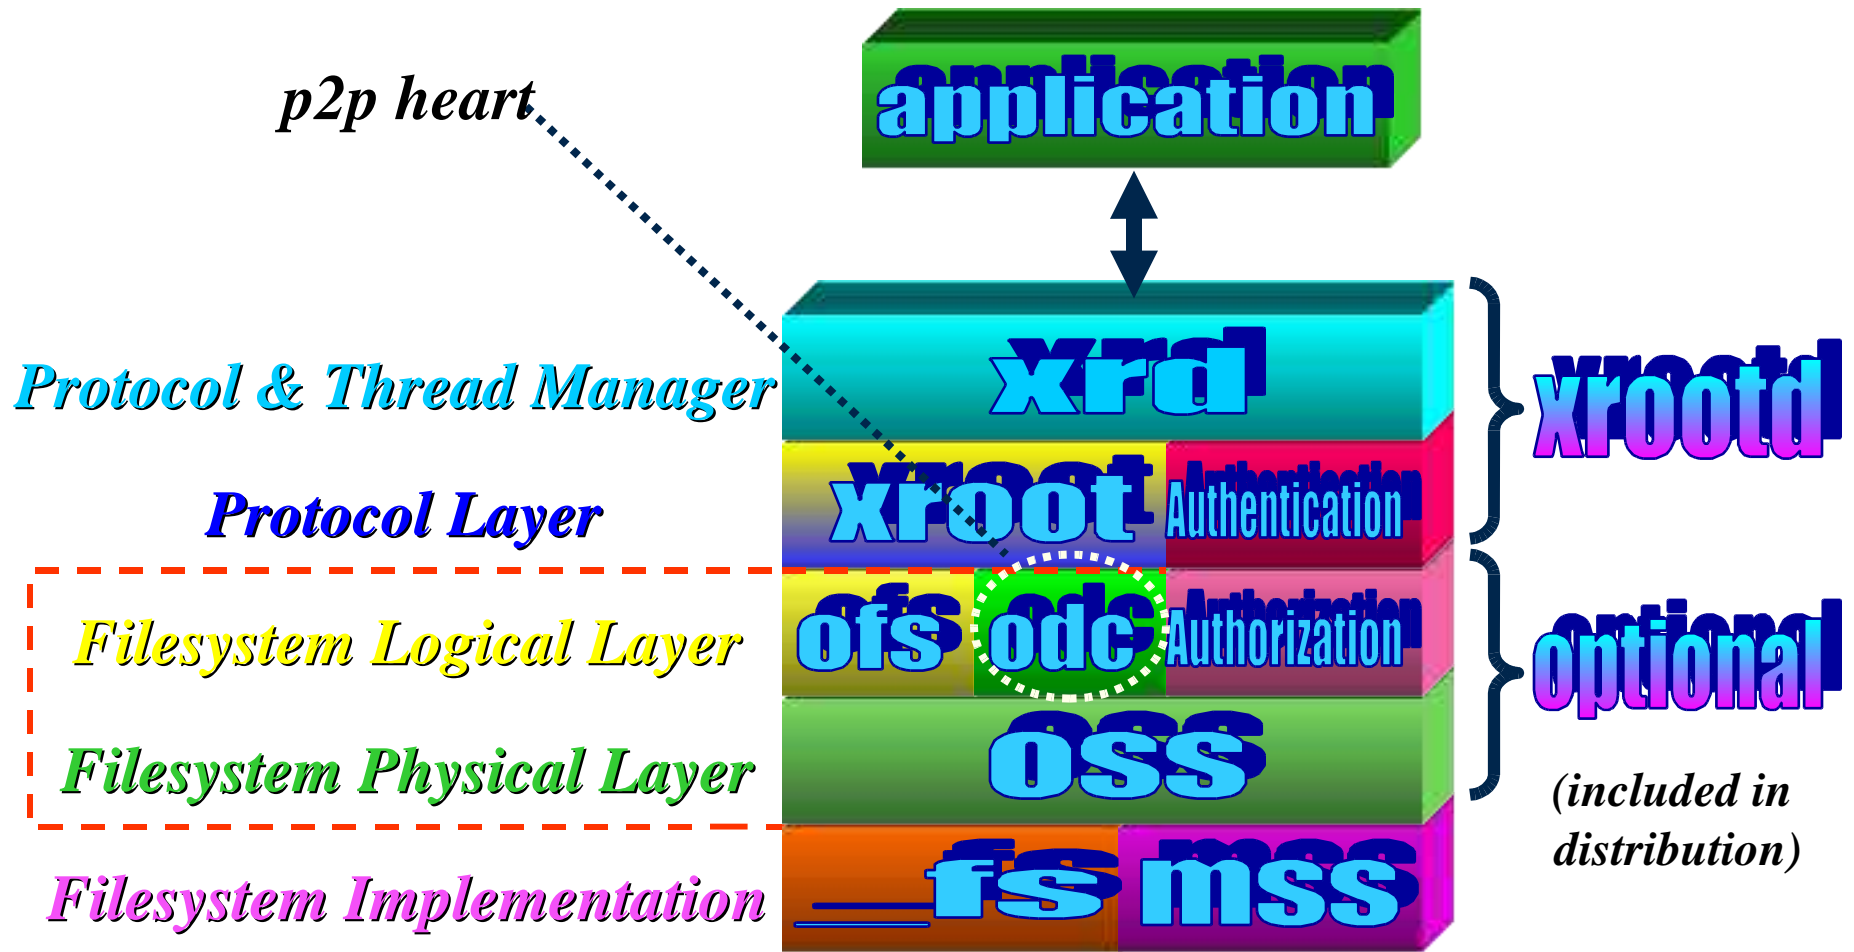 application
p2p heart
xrd
Protocol & Thread Manager
xrootd
xroot
Authentication
Protocol Layer
ofs
odc
Authorization
Filesystem Logical Layer
optional
oss
Filesystem Physical Layer
(included in
distribution)
_fs
mss
Filesystem Implementation